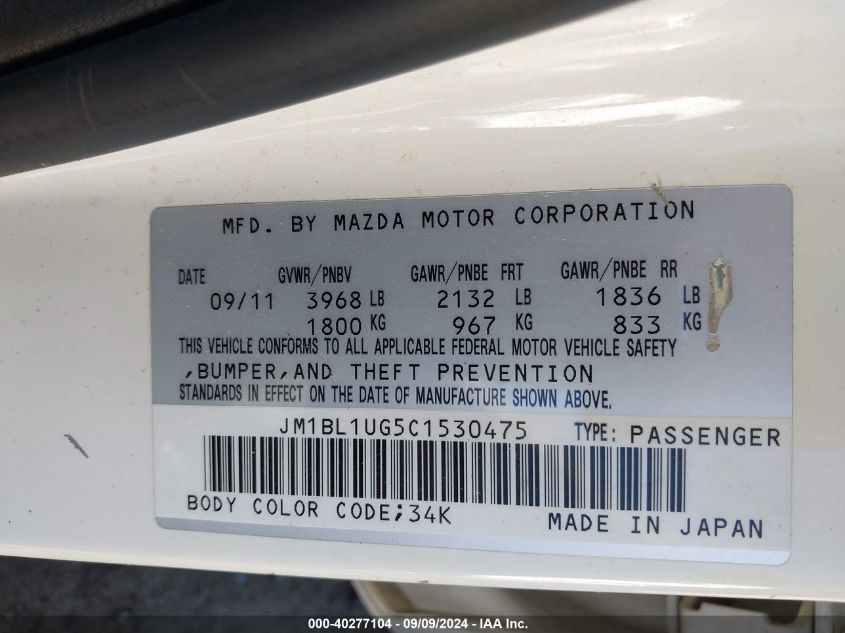 MFD. BY MAZDA MOTOR CORPORATION
DATE GVWR/PNBV GAWR/PNBE FRT GAWR/PNBE RR
09/11 3968 LB 2132 LB 1836 LB
1800 KG 967 KG 833 KG
THIS VEHICLE CONFORMS TO ALL APPLICABLE FEDERAL MOTOR VEHICLE SAFETY
,BUMPER,AND THEFT PREVENTION
STANDARDS IN EFFECT ON THE DATE OF MANUFACTURE SHOWN ABOVE.
JM1BL1UG5C1530475 TYPE: PASSENGER
BODY COLOR CODE;34K
MADE IN JAPAN
000-40277104 - 09/09/2024 - IAA Inc.